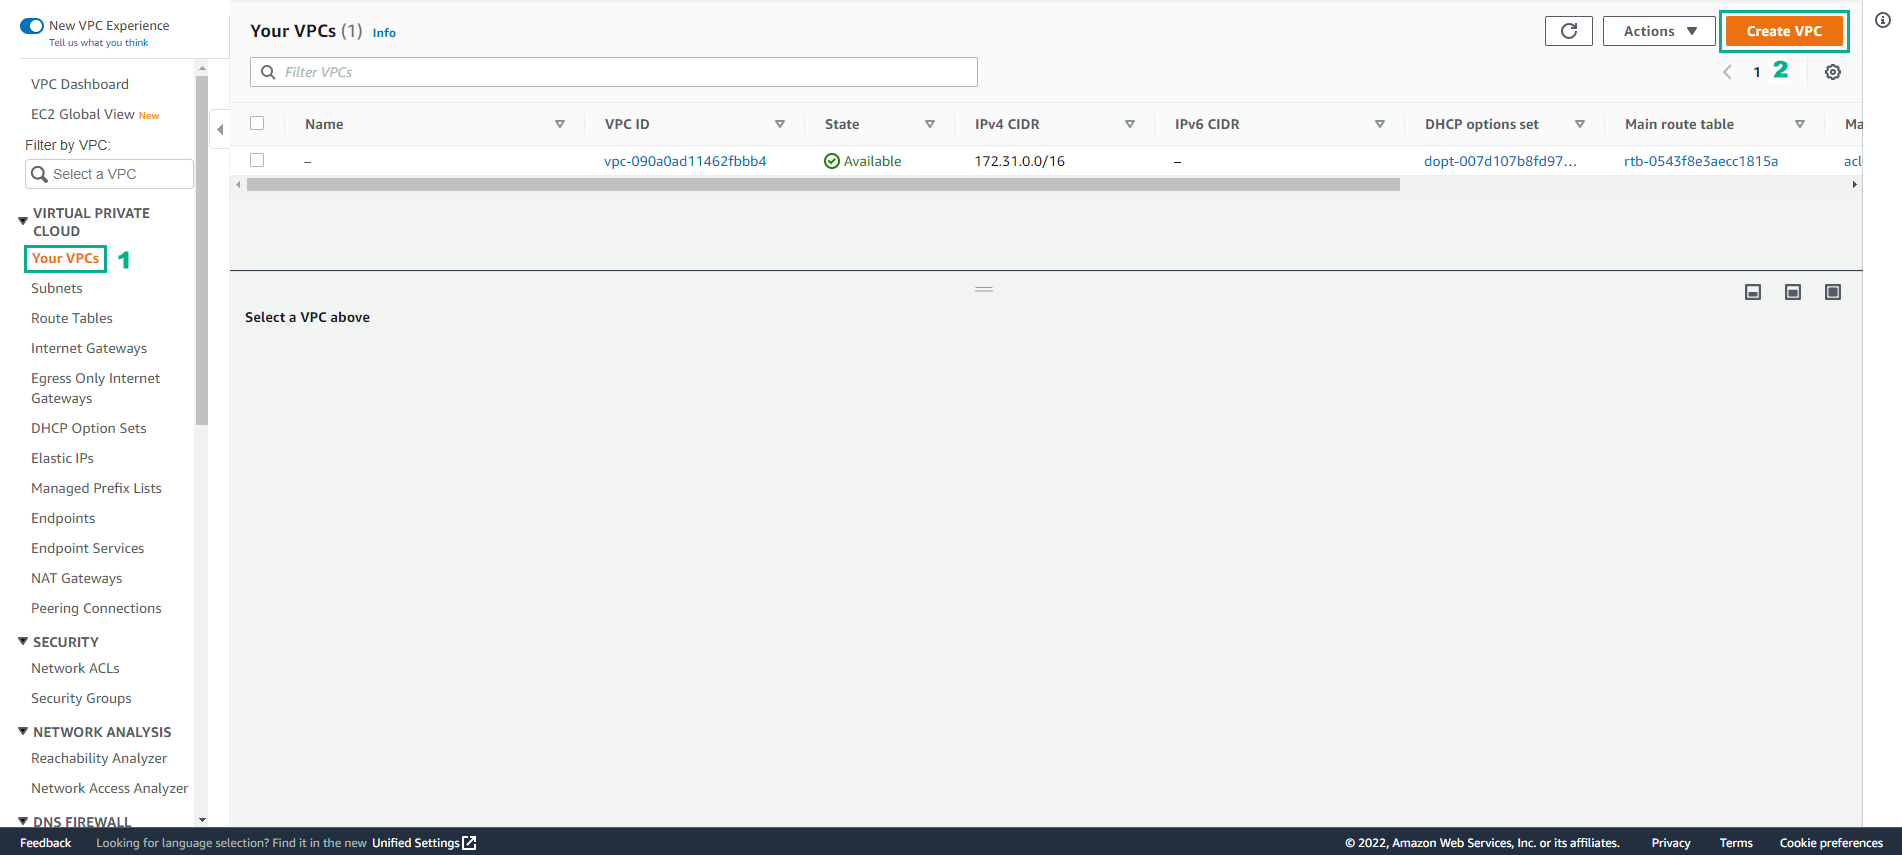 New VPC Experience
Tell us what you think
VPC Dashboard
EC2 Global View New
Filter by VPC:
Select a VPC
VIRTUAL PRIVATE
CLOUD
Your VPCs 1
Subnets
Route Tables
Internet Gateways
Egress Only Internet
Gateways
DHCP Option Sets
Elastic IPs
Managed Prefix Lists
Endpoints
Endpoint Services
NAT Gateways
Peering Connections
SECURITY
Network ACLs
Security Groups
NETWORK ANALYSIS
Reachability Analyzer
Network Access Analyzer
DNS FIREWALL
Your VPCs (1) Info
Actions
Create VPC
Filter VPCs
1 2
Name VPC ID State IPv4 CIDR IPv6 CIDR DHCP options set Main route table Ma
– vpc-090a0ad11462fbbb4 Available 172.31.0.0/16 – dopt-007d107b8fd97... rtb-0543f8e3aecc1815a acl
Select a VPC above
Feedback Looking for language selection? Find it in the new Unified Settings © 2022, Amazon Web Services, Inc. or its affiliates. Privacy Terms Cookie preferences